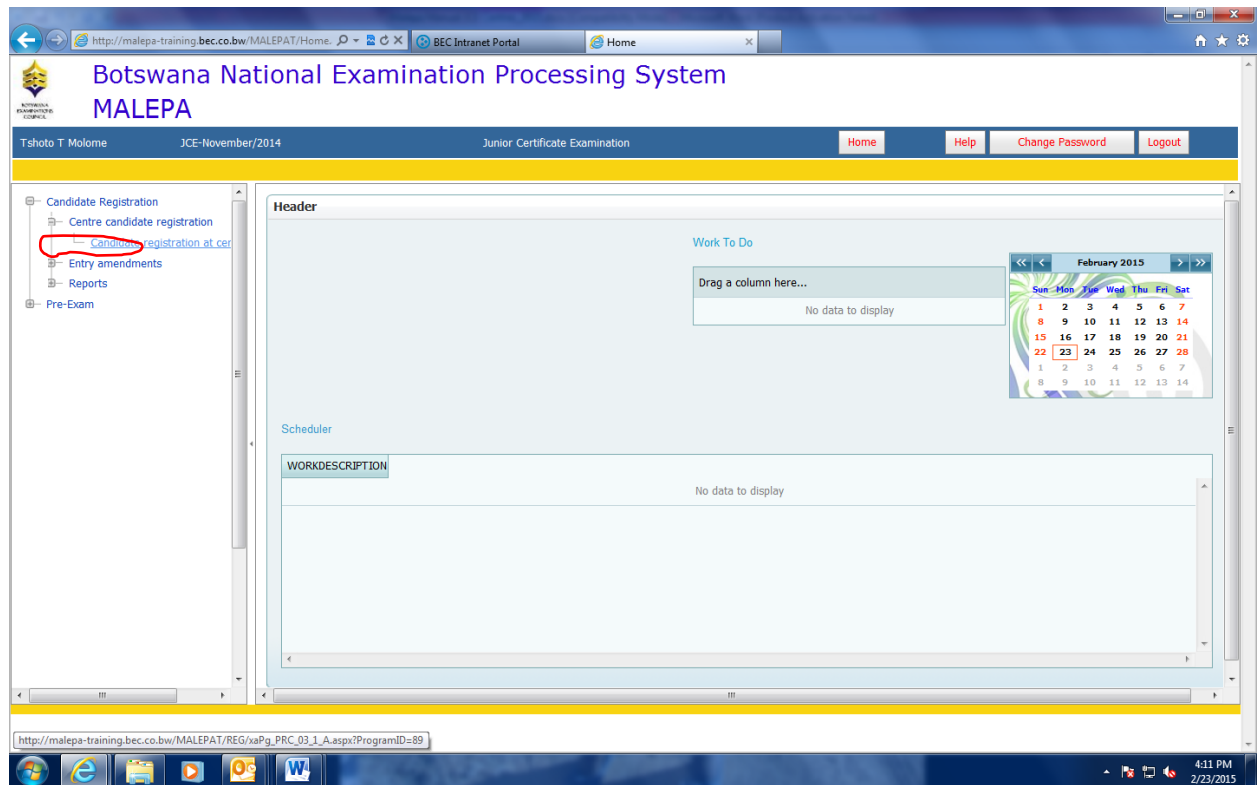 http://malepa-training.bec.co.bw/MALEPAT/Home.
BEC Intranet Portal
Home
BOTSWANA
EXAMINATIONS
COUNCIL
Botswana National Examination Processing System
MALEPA
Tshoto T Molome JCE-November/2014 Junior Certificate Examination Home Help Change Password Logout
Candidate Registration
Centre candidate registration
Candidate registration at cer
Entry amendments
Reports
Pre-Exam
Header
Work To Do
Drag a column here...
No data to display
February 2015
Sun Mon Tue Wed Thu Fri Sat
1 2 3 4 5 6 7
8 9 10 11 12 13 14
15 16 17 18 19 20 21
22 23 24 25 26 27 28
1 2 3 4 5 6 7
8 9 10 11 12 13 14
Scheduler
WORKDESCRIPTION
No data to display
http://malepa-training.bec.co.bw/MALEPAT/REG/xaPg_PRC_03_1_A.aspx?ProgramID=89
4:11 PM
2/23/2015